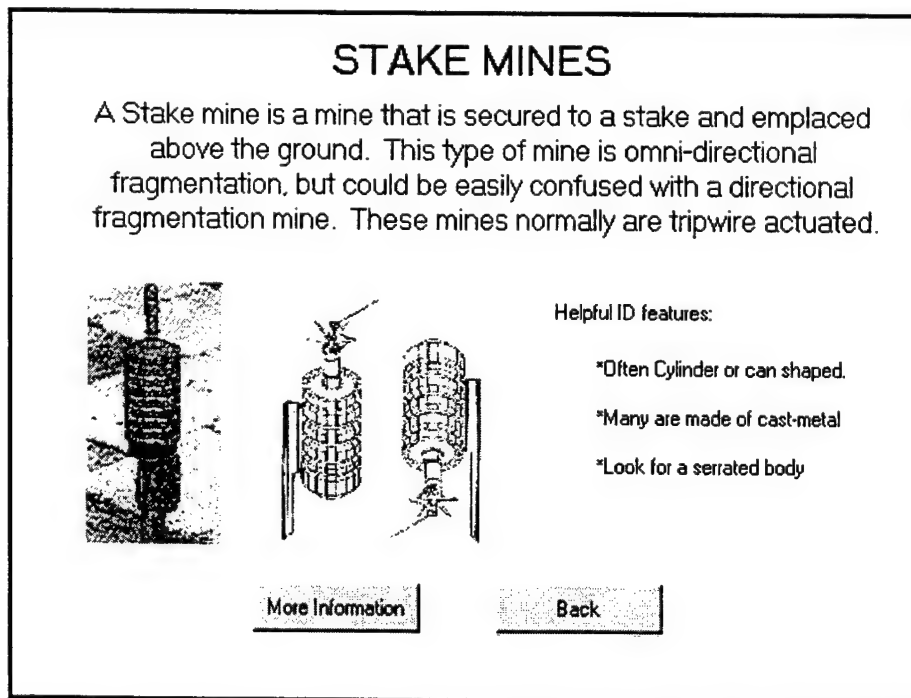 STAKE MINES
A Stake mine is a mine that is secured to a stake and emplaced
above the ground. This type of mine is omni-directional
fragmentation, but could be easily confused with a directional
fragmentation mine. These mines normally are tripwire actuated.
Helpful ID features:
*Often Cylinder or can shaped.
*Many are made of cast-metal
*Look for a serrated body
More Information
Back